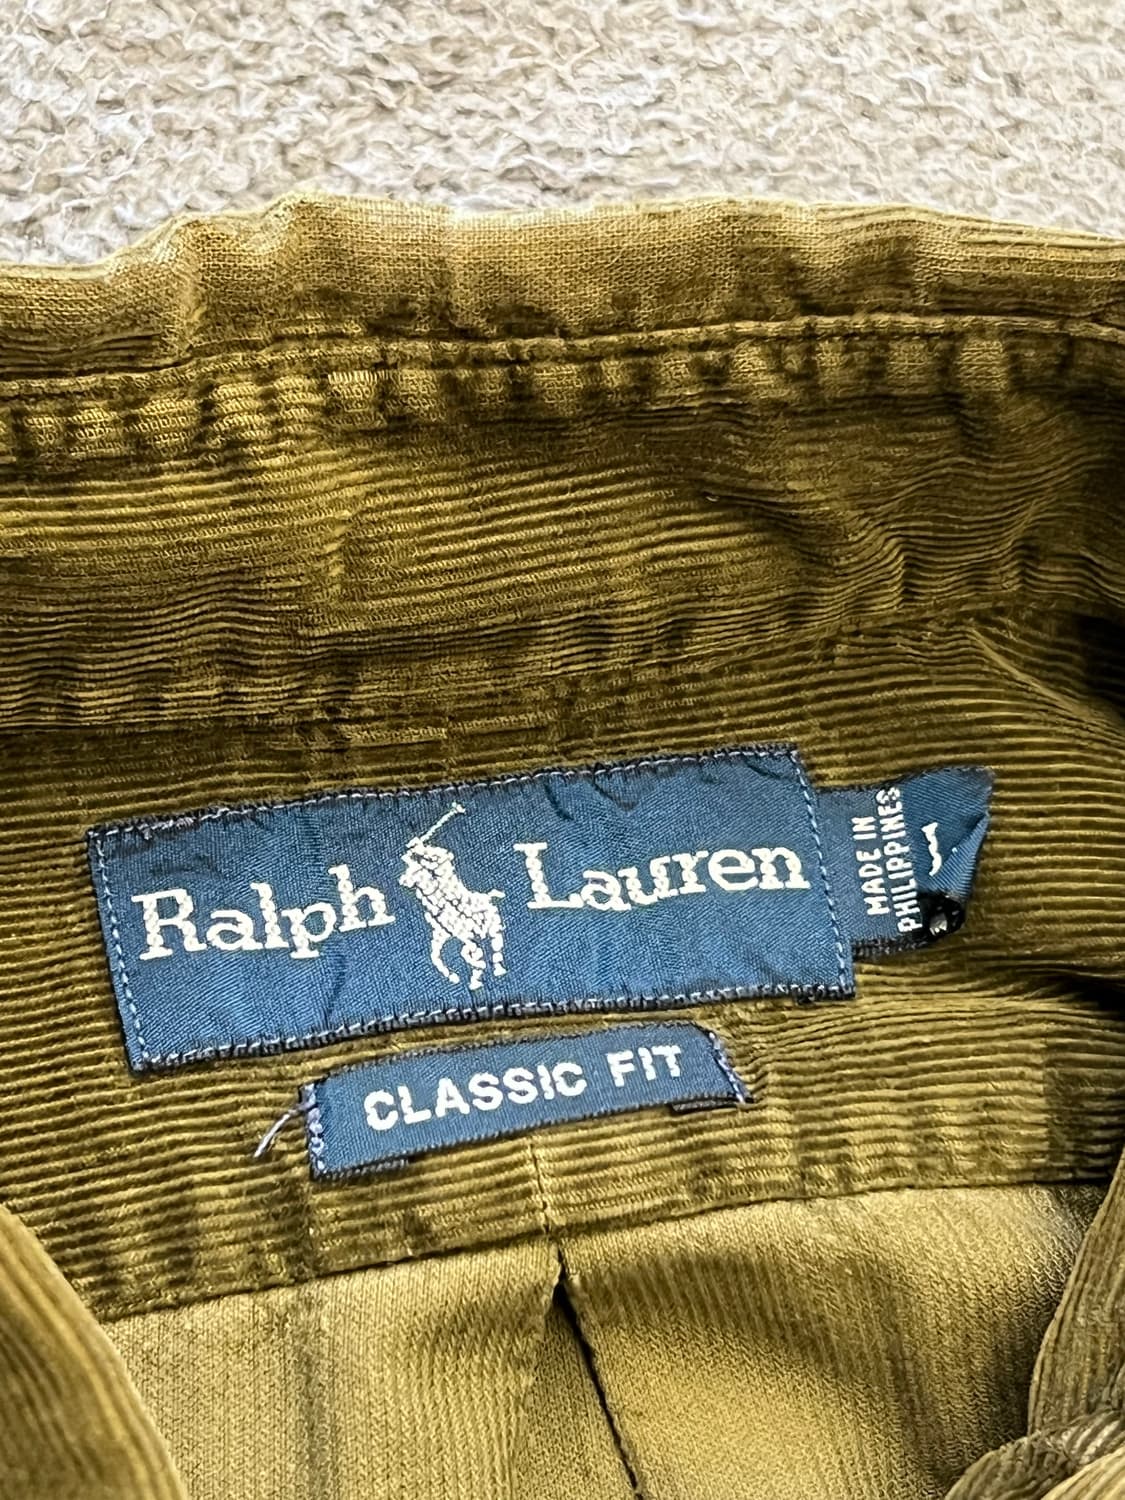 Ralph Lauren
MADE IN
PHILIPPINES
CLASSIC FIT